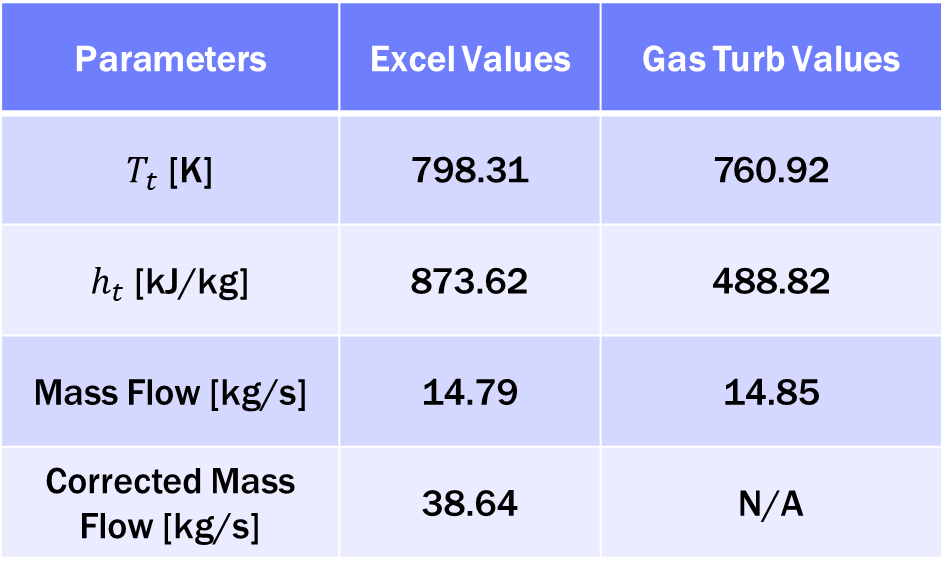 Parameters Excel Values Gas Turb Values
T_t [K] 798.31 760.92
h_t [kJ/kg] 873.62 488.82
Mass Flow [kg/s] 14.79 14.85
Corrected Mass
Flow [kg/s] 38.64 N/A